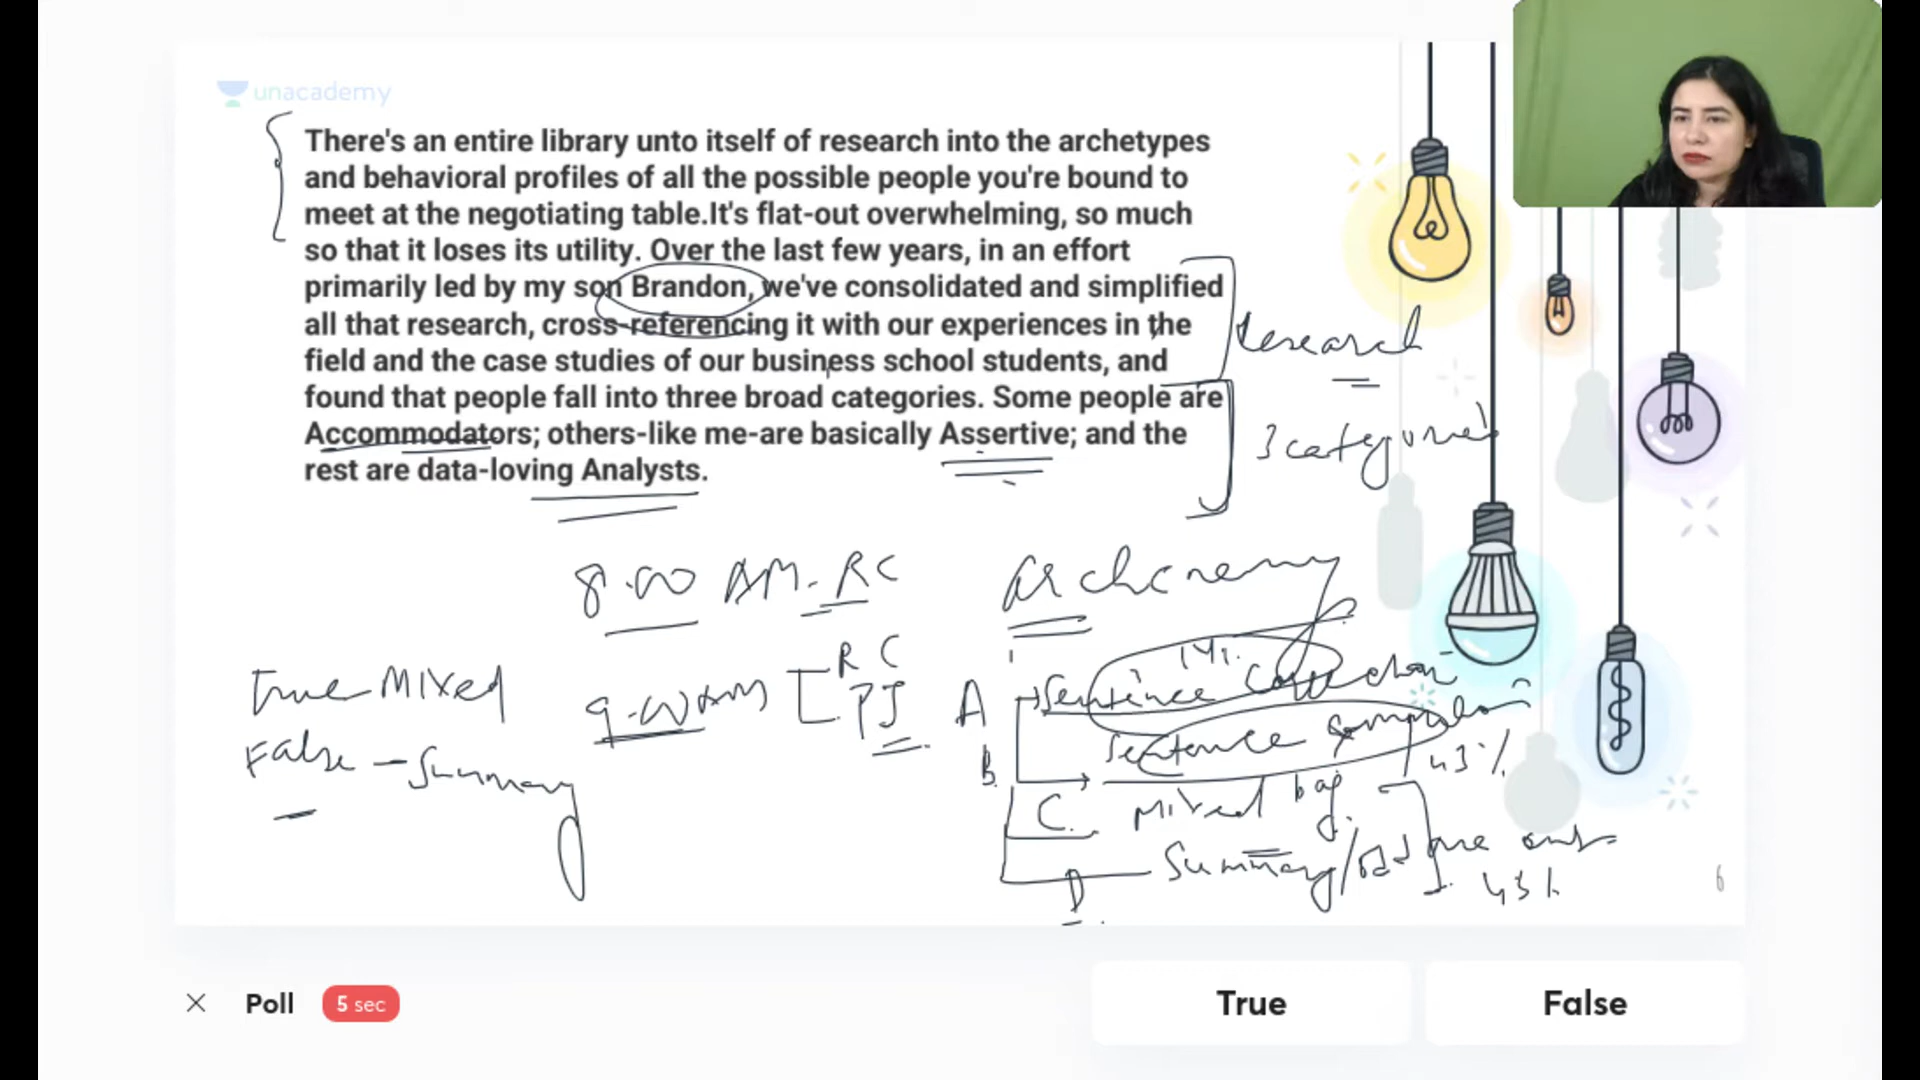 unacademy
There's an entire library unto itself of research into the archetypes
and behavioral profiles of all the possible people you're bound to
meet at the negotiating table.It's flat-out overwhelming, so much
so that it loses its utility. Over the last few years, in an effort
primarily led by my son Brandon, we've consolidated and simplified
all that research, cross-referencing it with our experiences in the
field and the case studies of our business school students, and
found that people fall into three broad categories. Some people are
Accommodators; others-like me-are basically Assertive; and the
rest are data-loving Analysts.
Research
3 categories
8.00 AM-RC
archenemy
True Mixed
False - Summary
9.00 AM
RC
PJ
A
Sentence Correction
B
Sentence
43%
C. Mixed bag
D
Summary/odd one out
43%
6
Poll
5 sec
True
False